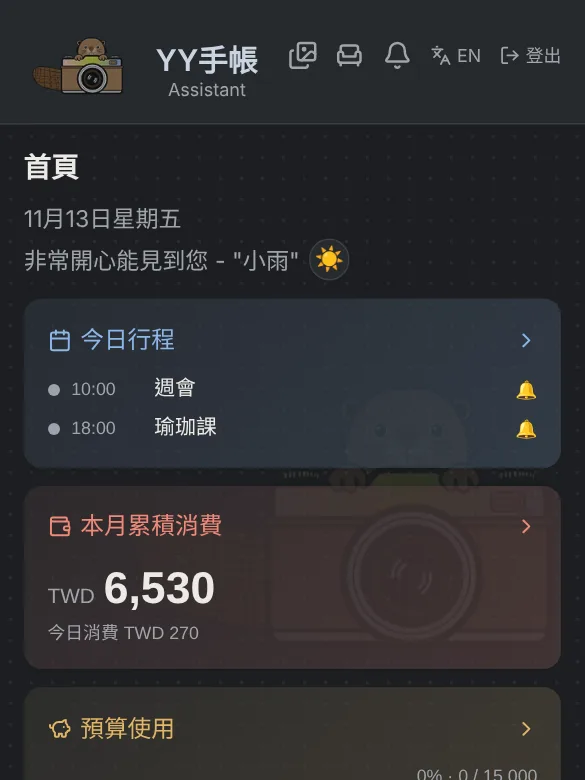 YY手帳
Assistant
EN
登出
首頁
11月13日星期五
非常開心能見到您 - "小雨"
今日行程
10:00 週會
18:00 瑜珈課
本月累積消費
TWD 6,530
今日消費 TWD 270
預算使用
0% · 0 / 15,000